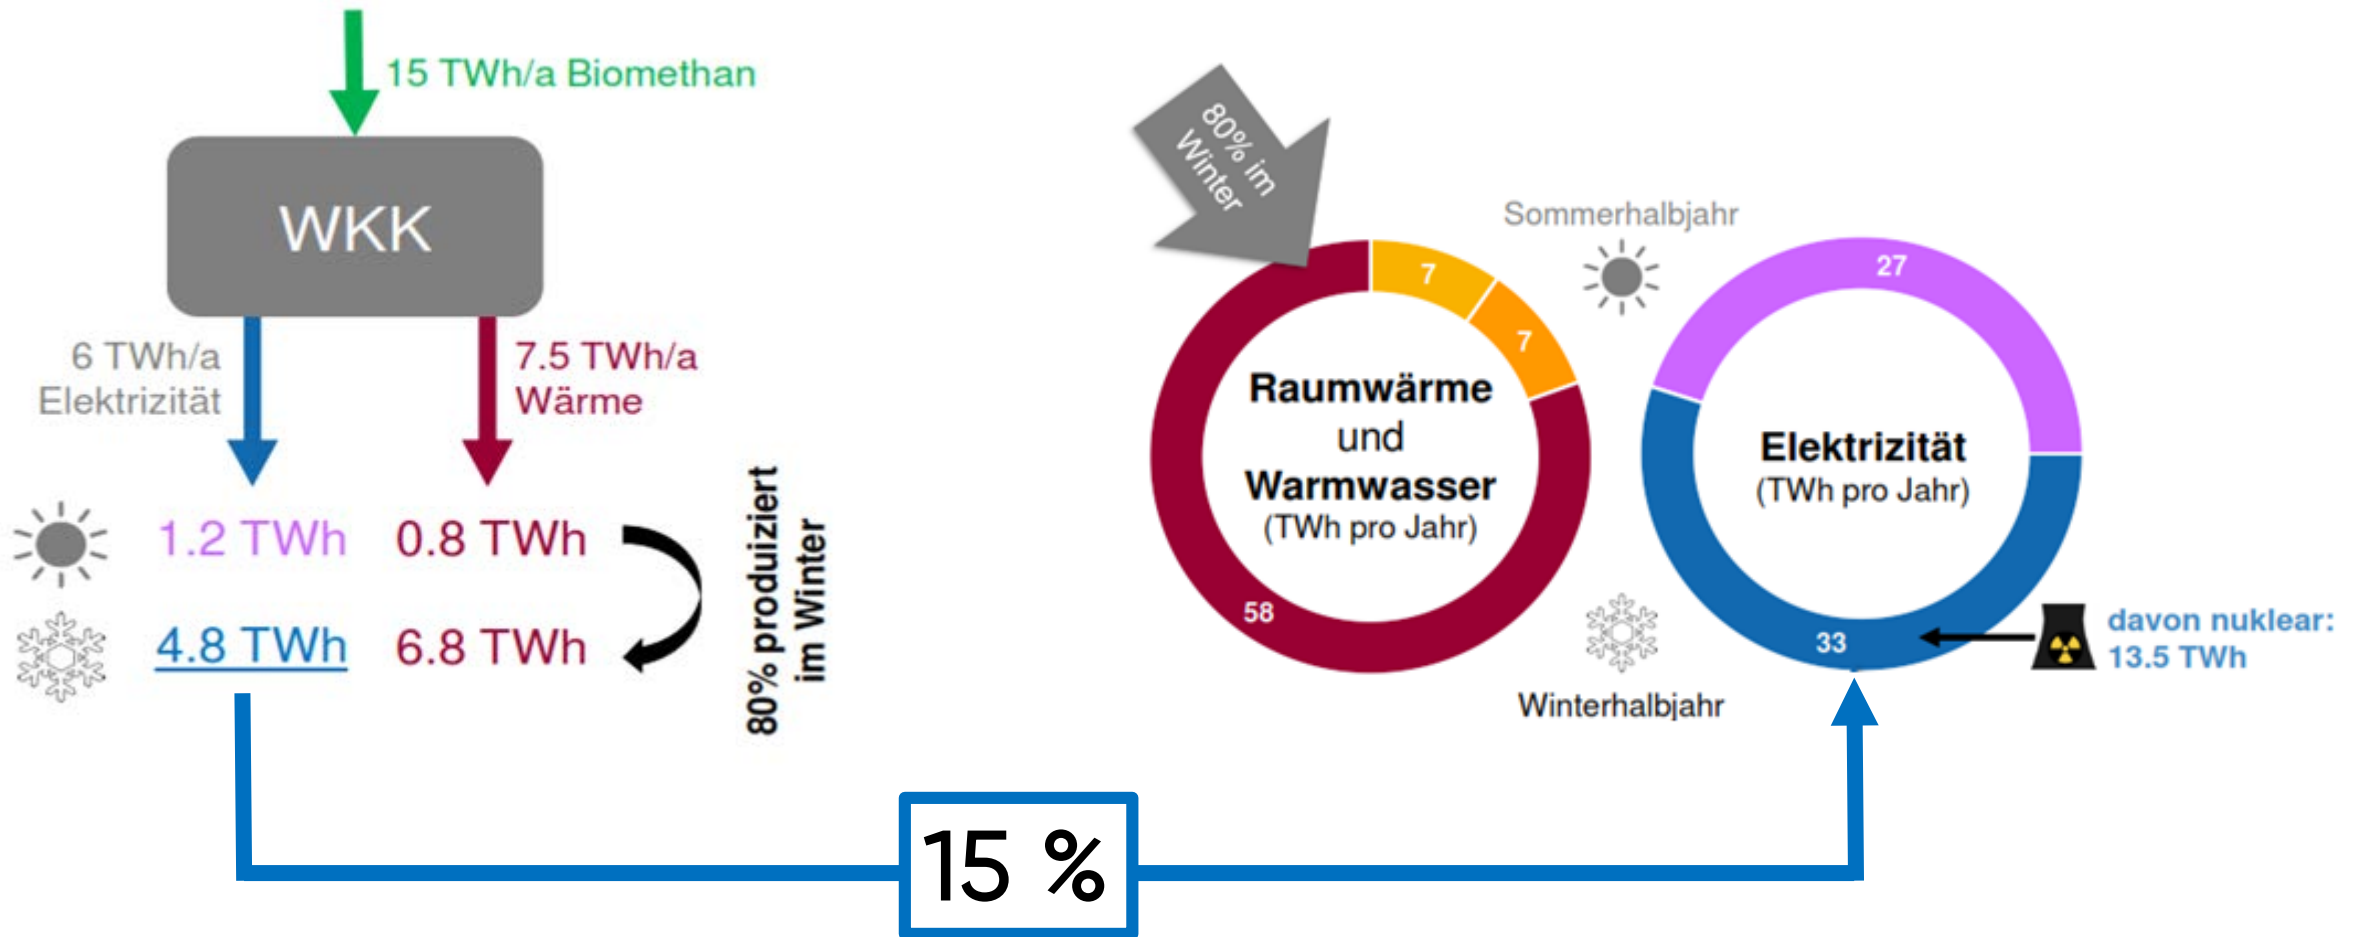 15 TWh/a Biomethan
WKK
6 TWh/a
Elektrizität
7.5 TWh/a
Wärme
1.2 TWh
0.8 TWh
4.8 TWh
6.8 TWh
80% produiziert
im Winter
80% im
Winter
7
7
58
Raumwärme
und
Warmwasser
(TWh pro Jahr)
Sommerhalbjahr
Winterhalbjahr
27
Elektrizität
(TWh pro Jahr)
33
davon nuklear:
13.5 TWh
15 %